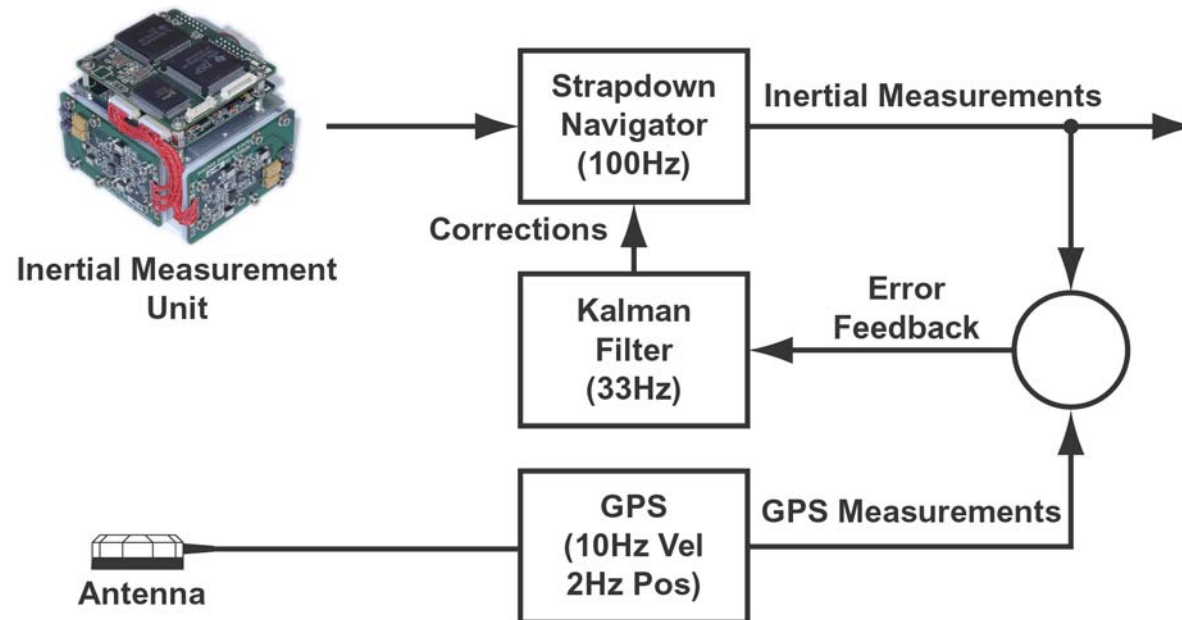 Strapdown
Navigator
(100Hz)
Inertial Measurements
Corrections
Inertial Measurement
Unit
Kalman
Filter
(33Hz)
Error
Feedback
GPS
(10Hz Vel
2Hz Pos)
GPS Measurements
Antenna